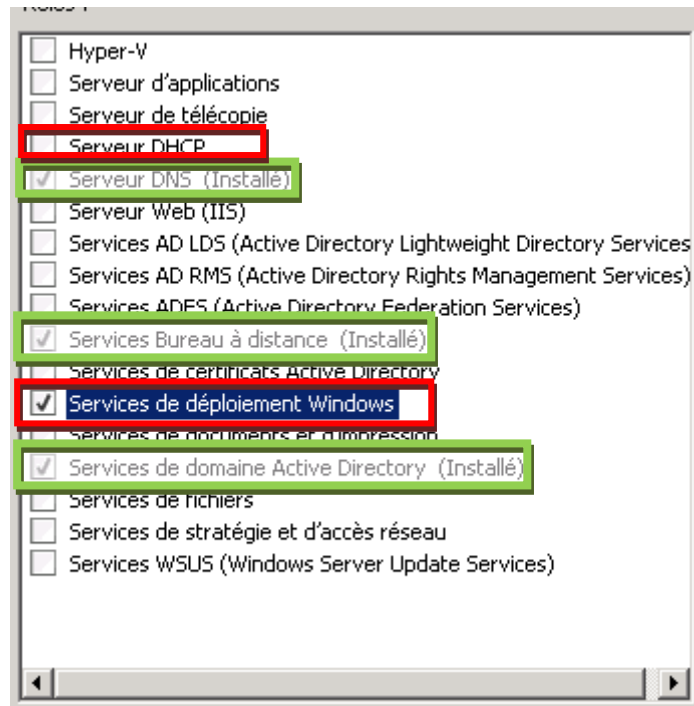 Hyper-V
Serveur d'applications
Serveur de télécopie
Serveur DHCP
Serveur DNS (Installé)
Serveur Web (IIS)
Services AD LDS (Active Directory Lightweight Directory Services
Services AD RMS (Active Directory Rights Management Services)
Services ADFS (Active Directory Federation Services)
Services Bureau à distance (Installé)
Services de certificats Active Directory
Services de déploiement Windows
Services de documents et d'impression
Services de domaine Active Directory (Installé)
Services de fichiers
Services de stratégie et d'accès réseau
Services WSUS (Windows Server Update Services)